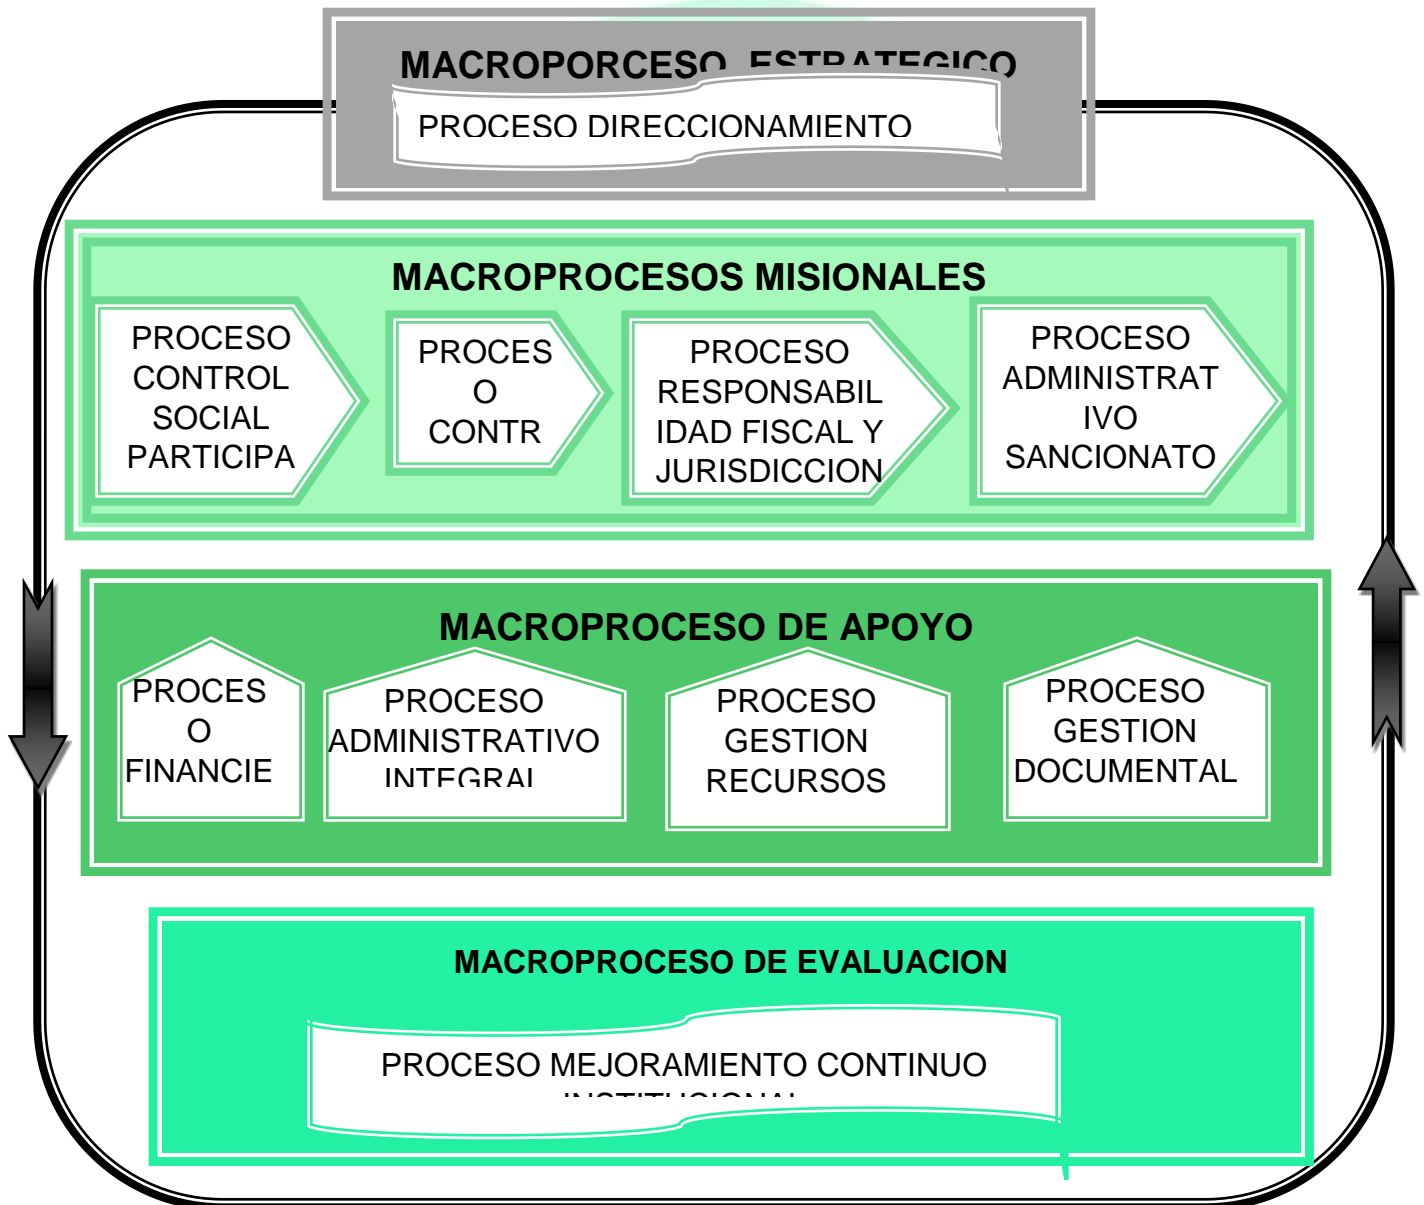 MACROPORCESO ESTRATEGICO
PROCESO DIRECCIONAMIENTO
MACROPROCESOS MISIONALES
PROCESO
CONTROL
SOCIAL
PARTICIPA
PROCES
O
CONTR
PROCESO
RESPONSABIL
IDAD FISCAL Y
JURISDICCION
PROCESO
ADMINISTRAT
IVO
SANCIONATO
MACROPROCESO DE APOYO
PROCES
O
FINANCIE
PROCESO
ADMINISTRATIVO
INTEGRAL
PROCESO
GESTION
RECURSOS
PROCESO
GESTION
DOCUMENTAL
MACROPROCESO DE EVALUACION
PROCESO MEJORAMIENTO CONTINUO
INSTITUCIONAL